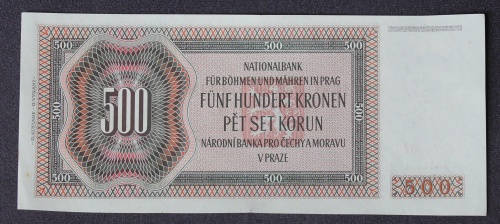 500 500 500
NATIONALBANK
FÜR BÖHMEN UND MÄHREN IN PRAG
FÜNF HUNDERT KRONEN
500
PĚT SET KORUN
NÁRODNÍ BANKA PRO ČECHY A MORAVU
V PRAZE
500 500 500
500